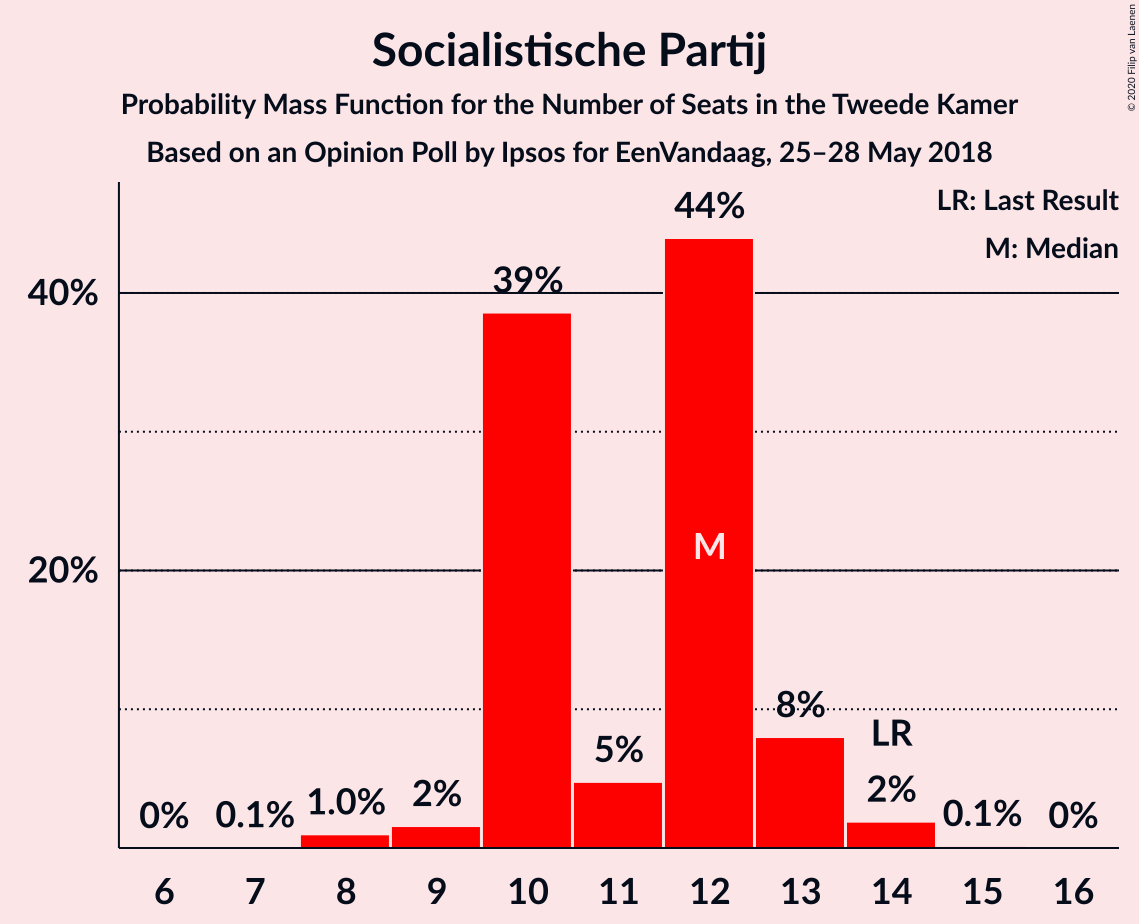 Socialistische Partij
Probability Mass Function for the Number of Seats in the Tweede Kamer
Based on an Opinion Poll by Ipsos for EenVandaag, 25–28 May 2018
© 2020 Filip van Laenen
LR: Last Result
M: Median
40%
20%
0%
0.1%
1.0%
2%
39%
5%
44%
M
8%
LR
2%
0.1%
0%
6 7 8 9 10 11 12 13 14 15 16